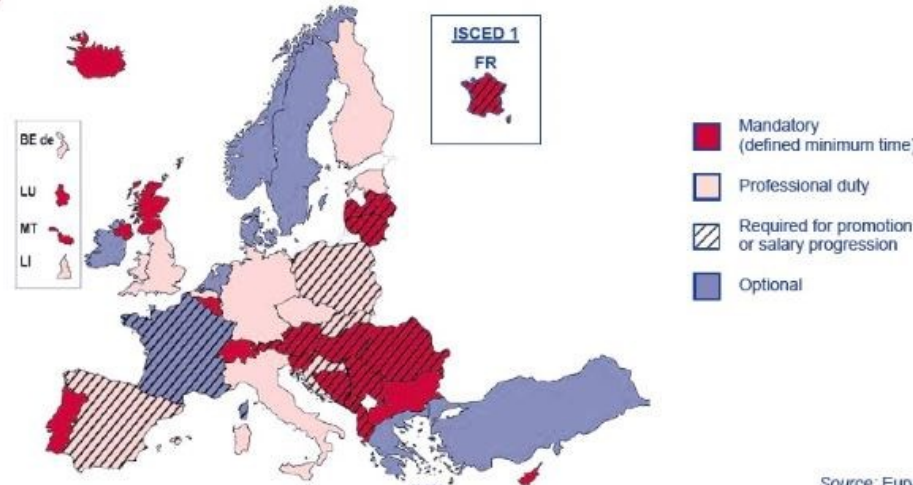 ISCED 1
FR
BE de
LU
MT
LI
Mandatory
(defined minimum time)
Professional duty
Required for promotion
or salary progression
Optional
Source: